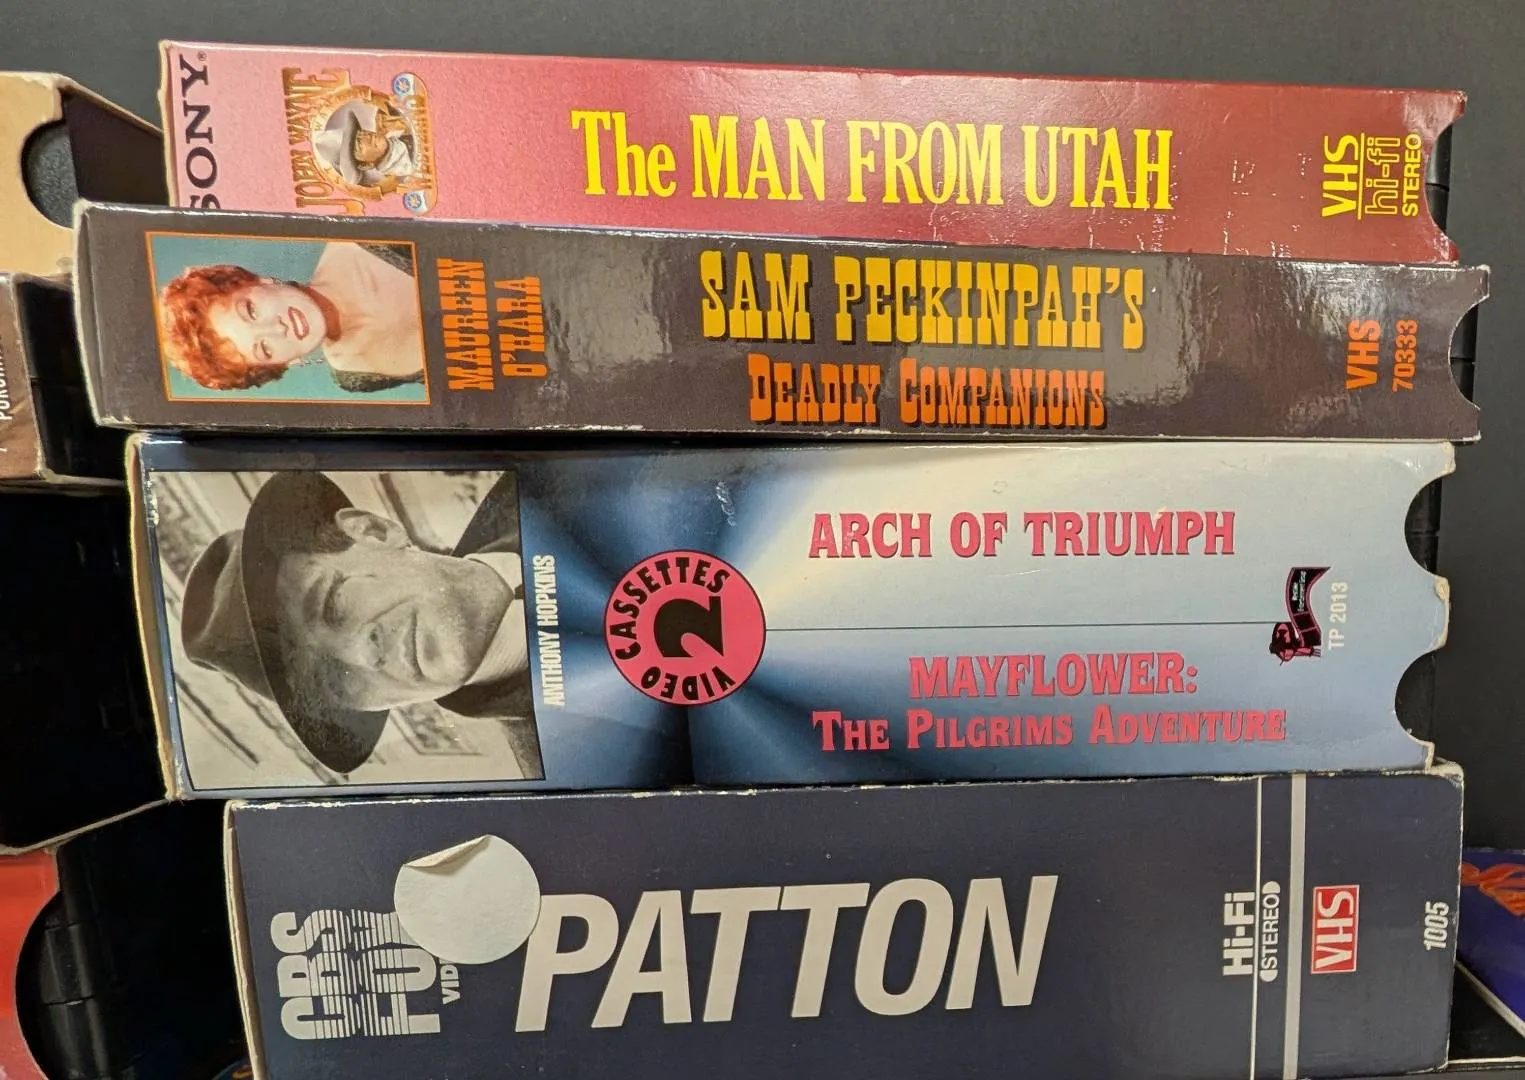 SONY
JOHN WAYNE
The MAN FROM UTAH
VHS
hi-fi
STEREO
MAUREEN
O'HARA
SAM PECKINPAH'S
DEADLY COMPANIONS
VHS
70333
ANTHONY HOPKINS
2
VIDEO CASSETTES
ARCH OF TRIUMPH
MAYFLOWER:
THE PILGRIMS ADVENTURE
TP 2013
CBS
FOX
PATTON
Hi-Fi
STEREO
VHS
1005